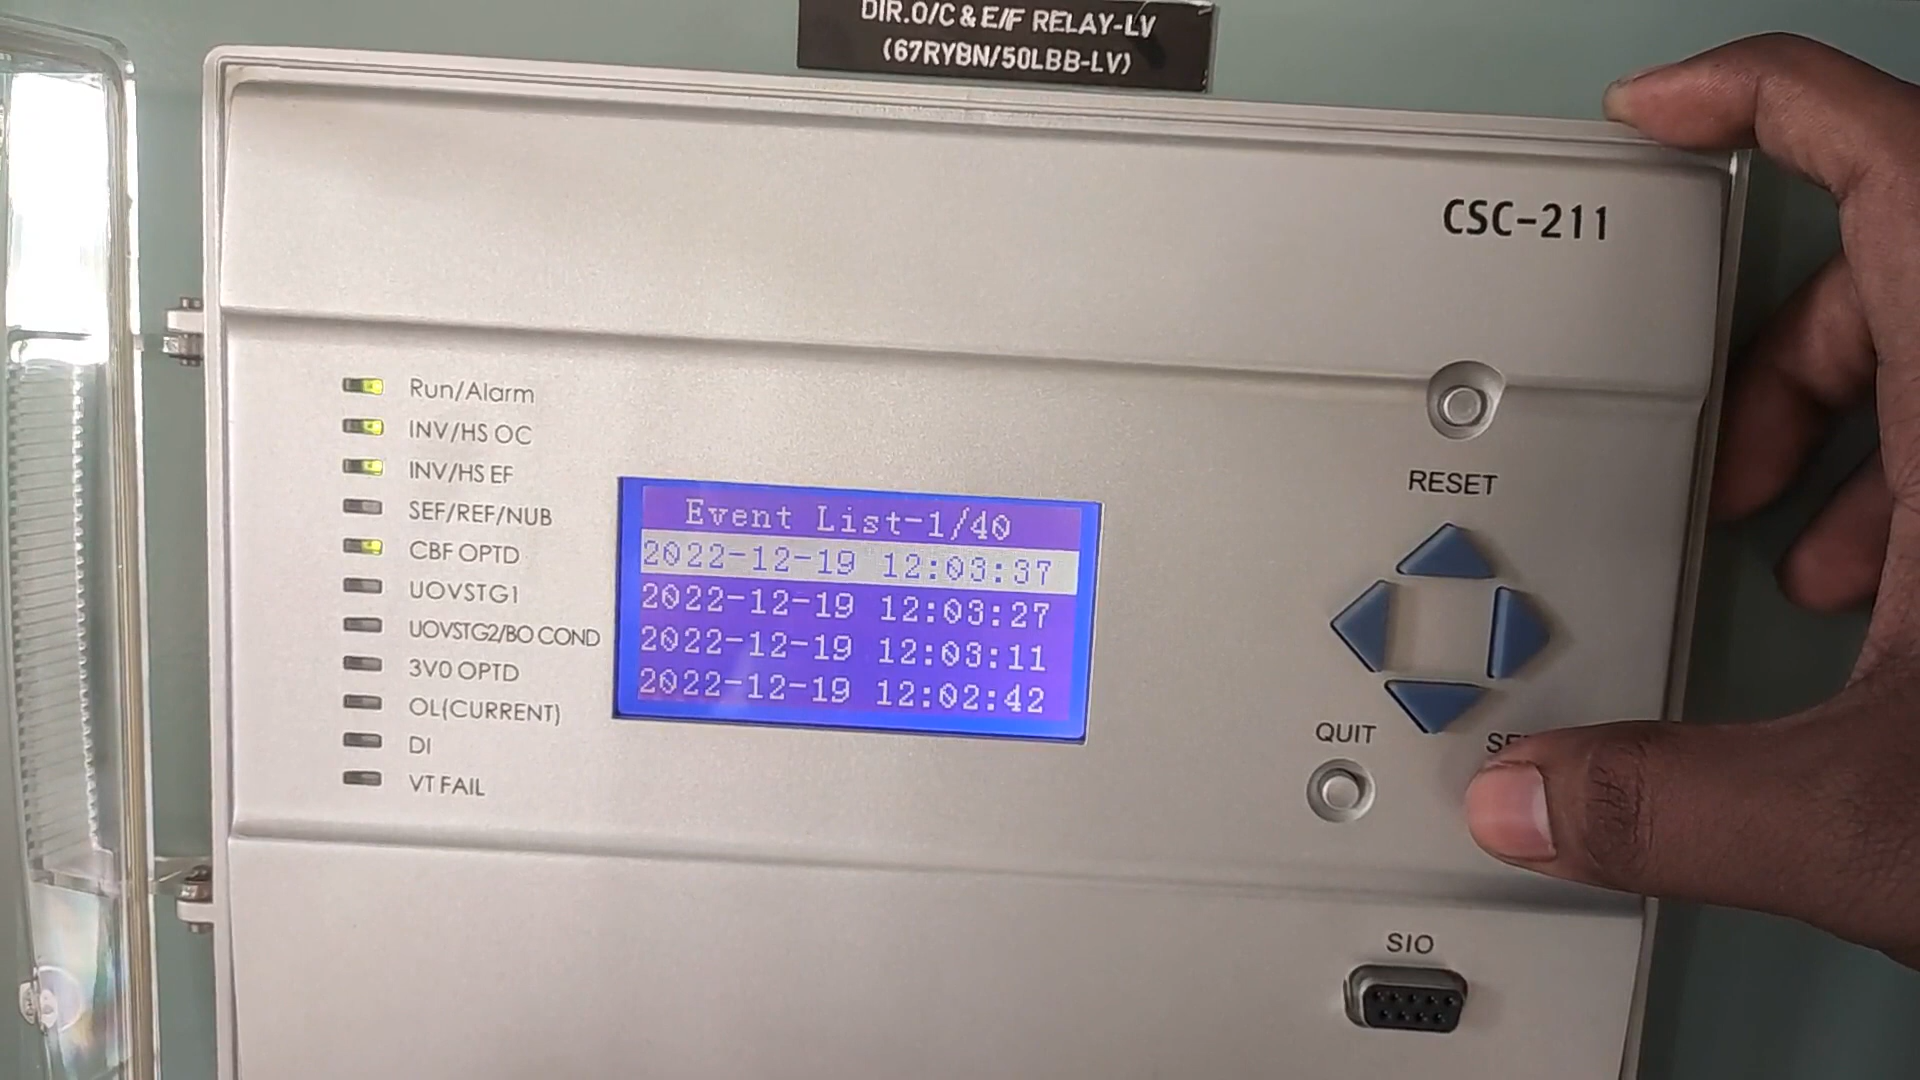 DIR.O/C & E/F RELAY-LV
(67RYBN/50LBB-LV)
CSC-211
Run/Alarm
INV/HS OC
INV/HS EF
SEF/REF/NUB
CBF OPTD
UOVSTG1
UOVSTG2/BO COND
3V0 OPTD
OL(CURRENT)
DI
VT FAIL
Event List-1/40
2022-12-19 12:03:37
2022-12-19 12:03:27
2022-12-19 12:03:11
2022-12-19 12:02:42
RESET
QUIT
SIO